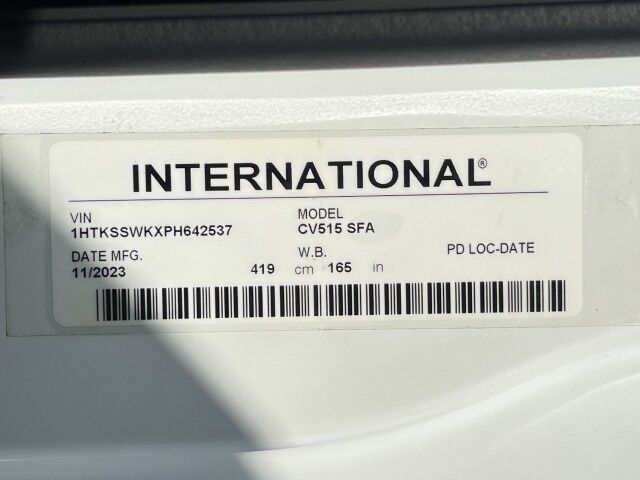 INTERNATIONAL®
VIN MODEL
1HTKSSWKXPH642537 CV515 SFA
DATE MFG. W.B. PD LOC-DATE
11/2023 419 cm 165 in